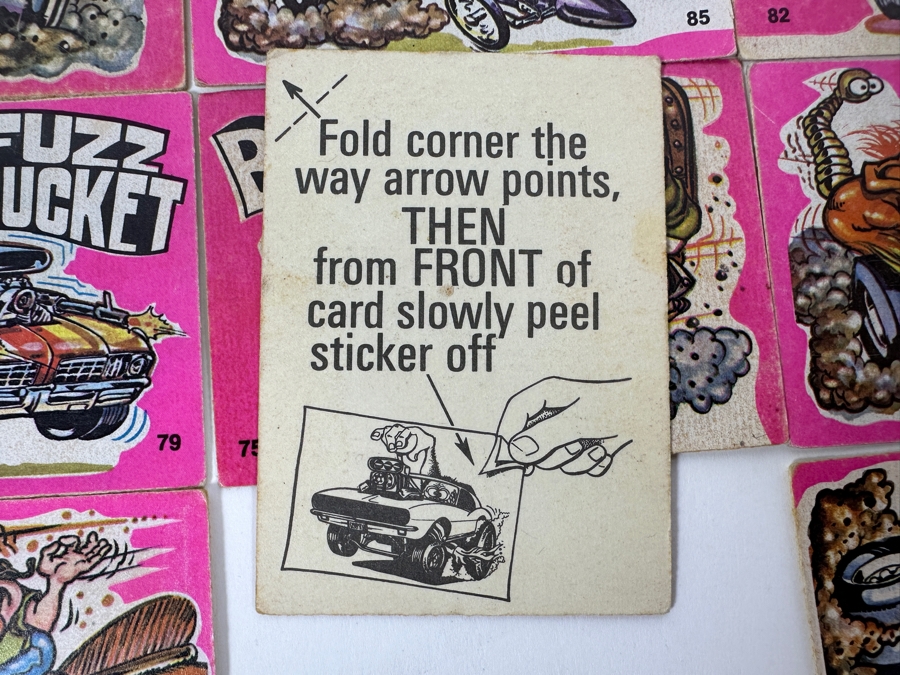 85
82
FUZZ
UCKET
79
75
Fold corner the
way arrow points,
THEN
from FRONT of
card slowly peel
sticker off